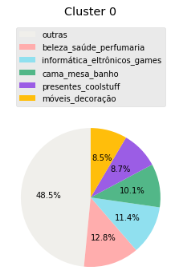 Cluster 0
outras
beleza_saúde_perfumaria
informática_eltrônicos_games
cama_mesa_banho
presentes_coolstuff
móveis_decoração
8.5%
8.7%
48.5%
10.1%
11.4%
12.8%